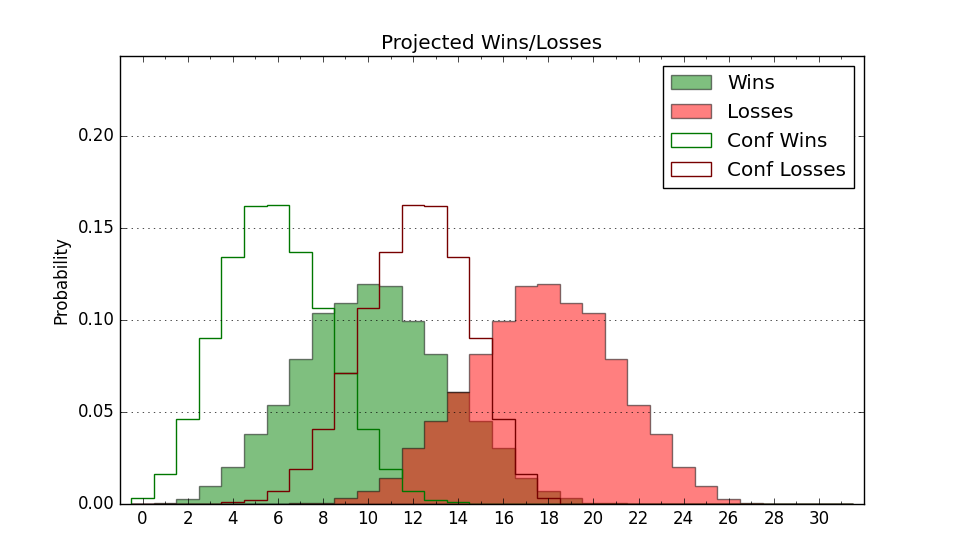 Projected Wins/Losses
Wins
Losses
Conf Wins
Conf Losses
Probability
0.20
0.15
0.10
0.05
0.00
0 2 4 6 8 10 12 14 16 18 20 22 24 26 28 30